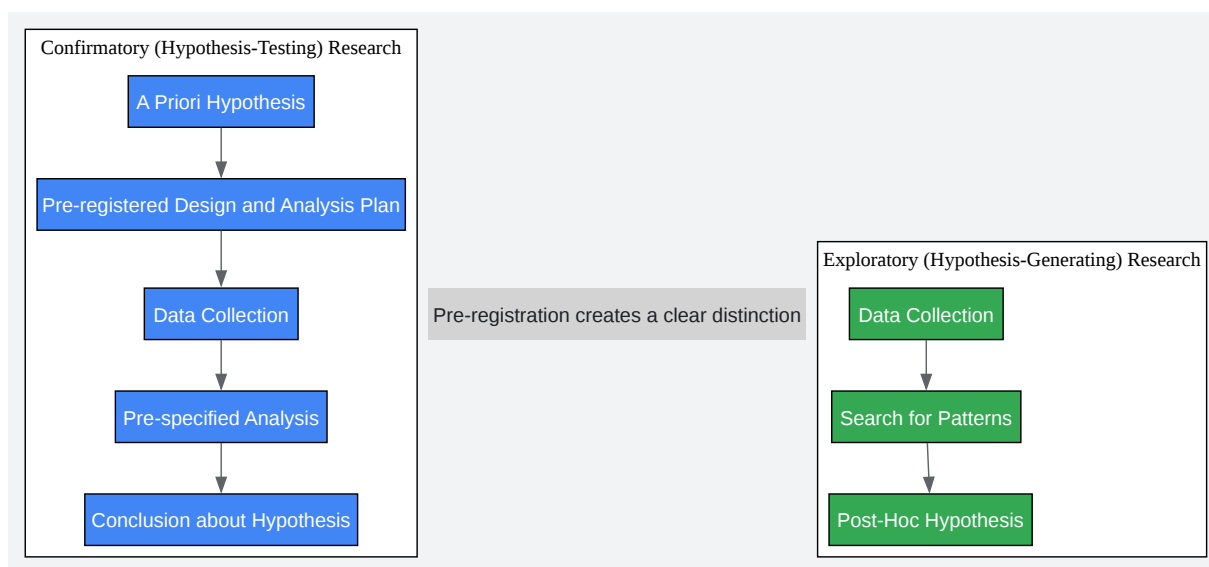 Confirmatory (Hypothesis-Testing) Research
A Priori Hypothesis
Pre-registered Design and Analysis Plan
Data Collection
Pre-specified Analysis
Conclusion about Hypothesis
Pre-registration creates a clear distinction
Exploratory (Hypothesis-Generating) Research
Data Collection
Search for Patterns
Post-Hoc Hypothesis